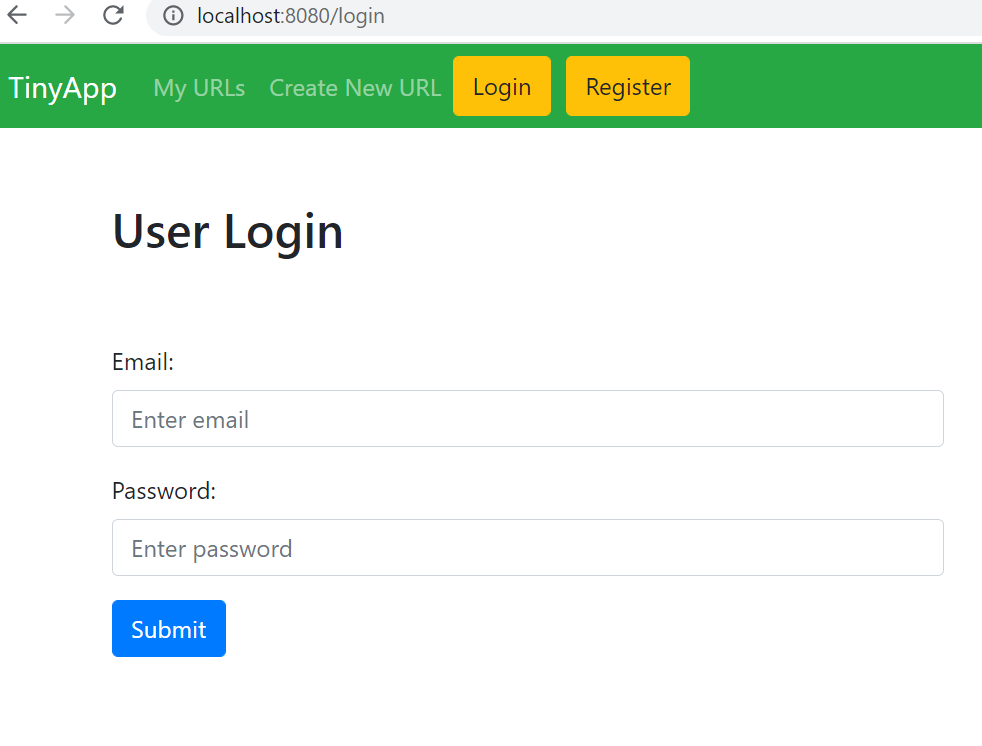 localhost:8080/login
TinyApp My URLs Create New URL Login Register
User Login
Email:
Enter email
Password:
Enter password
Submit